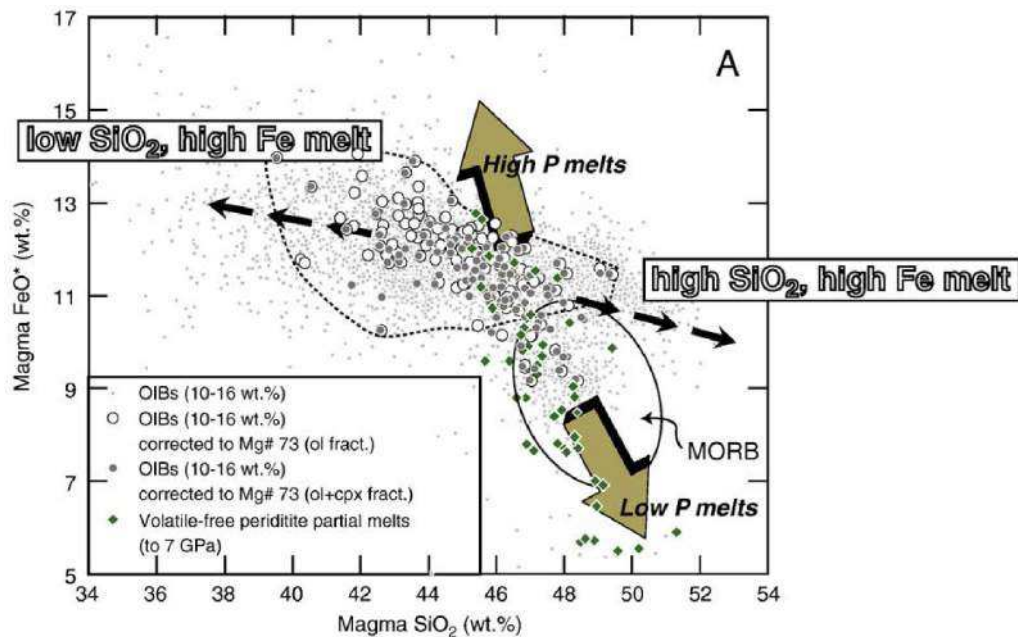 17
A
15
low SiO₂, high Fe melt
High P melts
13
high SiO₂, high Fe melt
11
Magma FeO* (wt.%)
9
OIBs (10-16 wt.%)
OIBs (10-16 wt.%)
corrected to Mg# 73 (ol fract.)
OIBs (10-16 wt.%)
corrected to Mg# 73 (ol+cpx fract.)
Volatile-free periditite partial melts
(to 7 GPa)
MORB
7
Low P melts
5
34 36 38 40 42 44 46 48 50 52 54
Magma SiO₂ (wt.%)